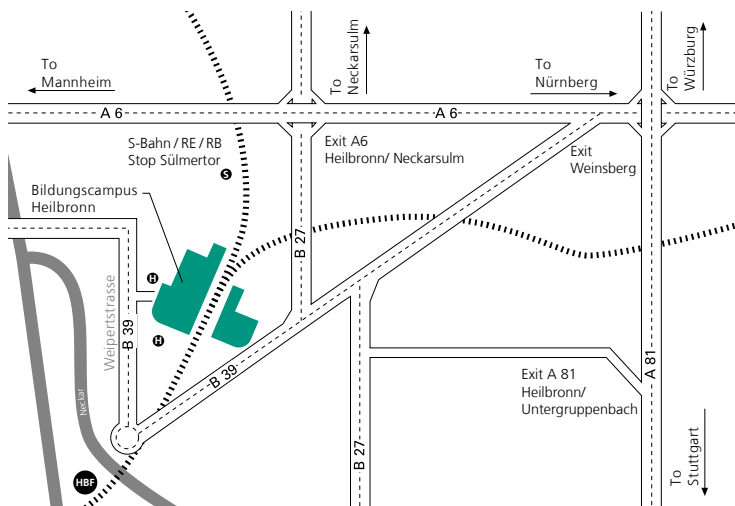 To
Mannheim
To
Neckarsulm
To
Nürnberg
To
Würzburg
A 6
A 6
S-Bahn / RE / RB
Stop Sülmertor
S
Exit A6
Heilbronn/ Neckarsulm
Exit
Weinsberg
Bildungscampus
Heilbronn
B 27
H
Weipertstrasse
B 39
H
B 39
A 81
Exit A 81
Heilbronn/
Untergruppenbach
Neckar
B 27
To
Stuttgart
HBF